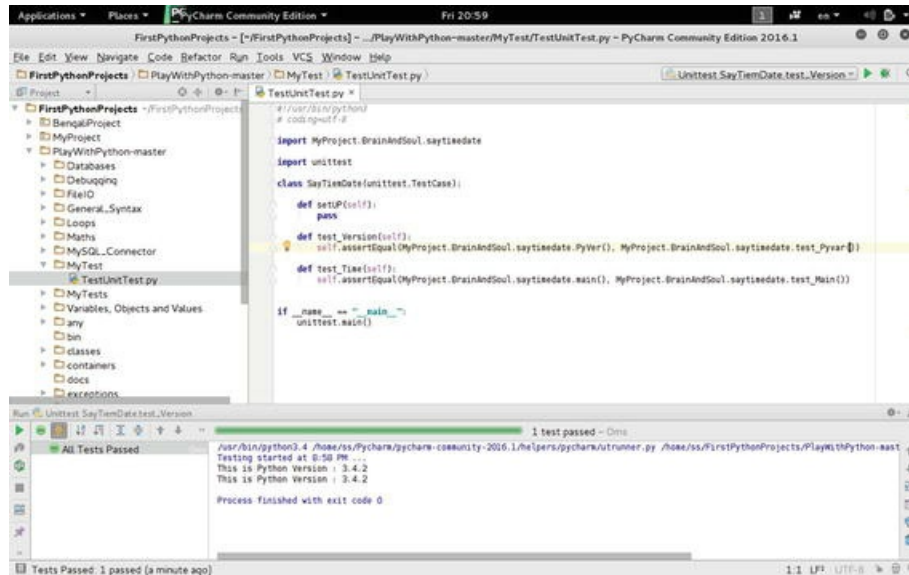 Applications Places PyCharm Community Edition Fri 20:59 1 en
FirstPythonProjects - [~/FirstPythonProjects] - .../PlayWithPython-master/MyTest/TestUnitTest.py - PyCharm Community Edition 2016.1
File Edit View Navigate Code Refactor Run Tools VCS Window Help
FirstPythonProjects PlayWithPython-master MyTest TestUnitTest.py Unittest SayTiemDate.test_Version
Project TestUnitTest.py
FirstPythonProjects ~/FirstPythonProjects
BengaliProject
MyProject
PlayWithPython-master
Databases
Debugging
FileIO
General_Syntax
Loops
Maths
MySQL_Connector
MyTest
TestUnitTest.py
MyTests
Variables, Objects and Values
any
bin
classes
containers
docs
exceptions
#!/usr/bin/python3
# coding=utf-8
import MyProject.BrainAndSoul.saytimedate
import unittest
class SayTiemDate(unittest.TestCase):
def setUP(self):
pass
def test_Version(self):
self.assertEqual(MyProject.BrainAndSoul.saytimedate.PyVer(), MyProject.BrainAndSoul.saytimedate.test_Pyvar())
def test_Time(self):
self.assertEqual(MyProject.BrainAndSoul.saytimedate.main(), MyProject.BrainAndSoul.saytimedate.test_Main())
if __name__ == "__main__":
unittest.main()
Run Unittest SayTiemDate.test_Version
1 test passed - 0ms
All Tests Passed
/usr/bin/python3.4 /home/ss/Pycharm/pycharm-community-2016.1/helpers/pycharm/utrunner.py /home/ss/FirstPythonProjects/PlayWithPython-mast
Testing started at 8:58 PM ...
This is Python Version : 3.4.2
This is Python Version : 3.4.2
Process finished with exit code 0
Tests Passed: 1 passed (a minute ago) 1:1 LF UTF-8